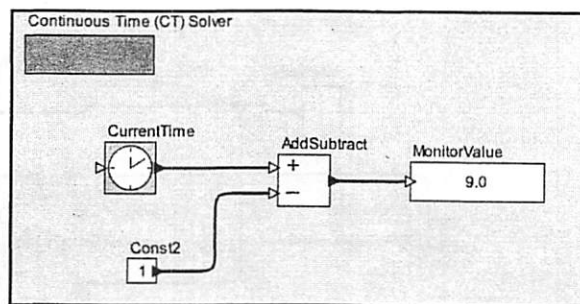 Continuous Time (CT) Solver
CurrentTime
AddSubtract
+
−
MonitorValue
9.0
Const2
1